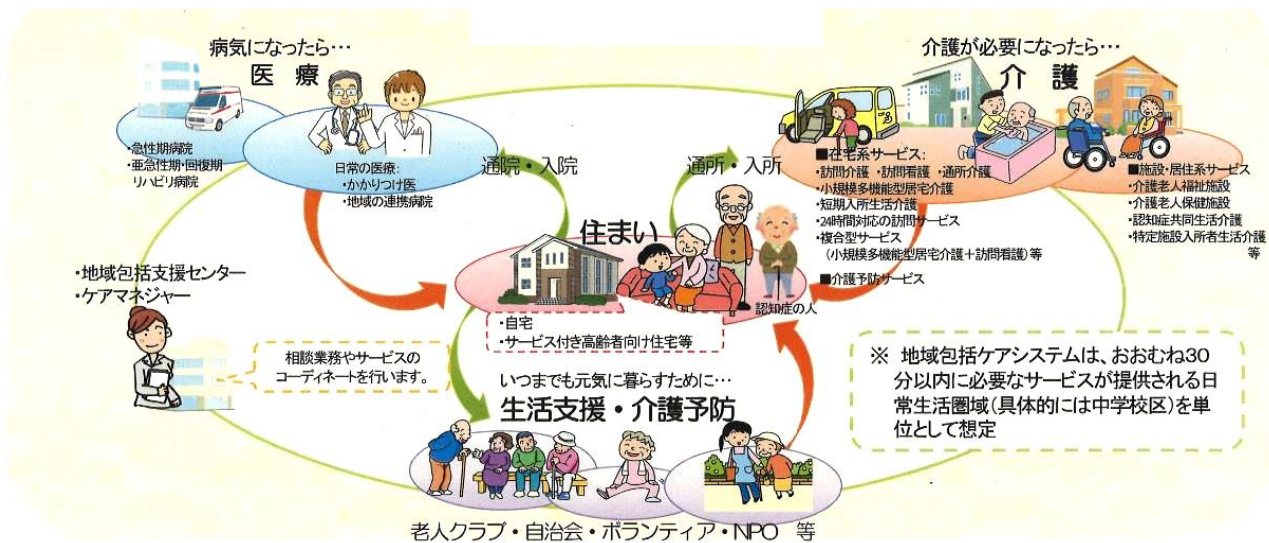 病気になったら…
医 療
・急性期病院
・亜急性期・回復期
リハビリ病院
日常の医療:
・かかりつけ医
・地域の連携病院
通院・入院
介護が必要になったら…
介 護
通所・入所
■在宅系サービス:
・訪問介護 ・訪問看護 ・通所介護
・小規模多機能型居宅介護
・短期入所生活介護
・24時間対応の訪問サービス
・複合型サービス
(小規模多機能型居宅介護+訪問看護)等
■介護予防サービス
■施設・居住系サービス
・介護老人福祉施設
・介護老人保健施設
・認知症共同生活介護
・特定施設入所者生活介護
等
住まい
認知症の人
・自宅
・サービス付き高齢者向け住宅等
・地域包括支援センター
・ケアマネジャー
相談業務やサービスの
コーディネートを行います。
いつまでも元気に暮らすために…
生活支援・介護予防
老人クラブ・自治会・ボランティア・NPO 等
※ 地域包括ケアシステムは、おおむね30
分以内に必要なサービスが提供される日
常生活圏域(具体的には中学校区)を単
位として想定